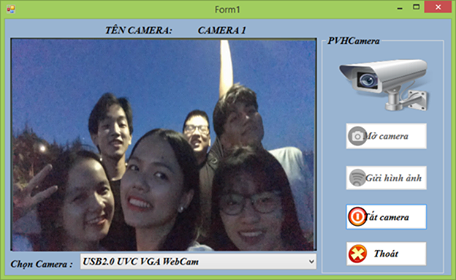 Form1
TÊN CAMERA: CAMERA 1
PVHCamera
Mở camera
Gửi hình ảnh
Tắt camera
Thoát
Chọn Camera : USB2.0 UVC VGA WebCam